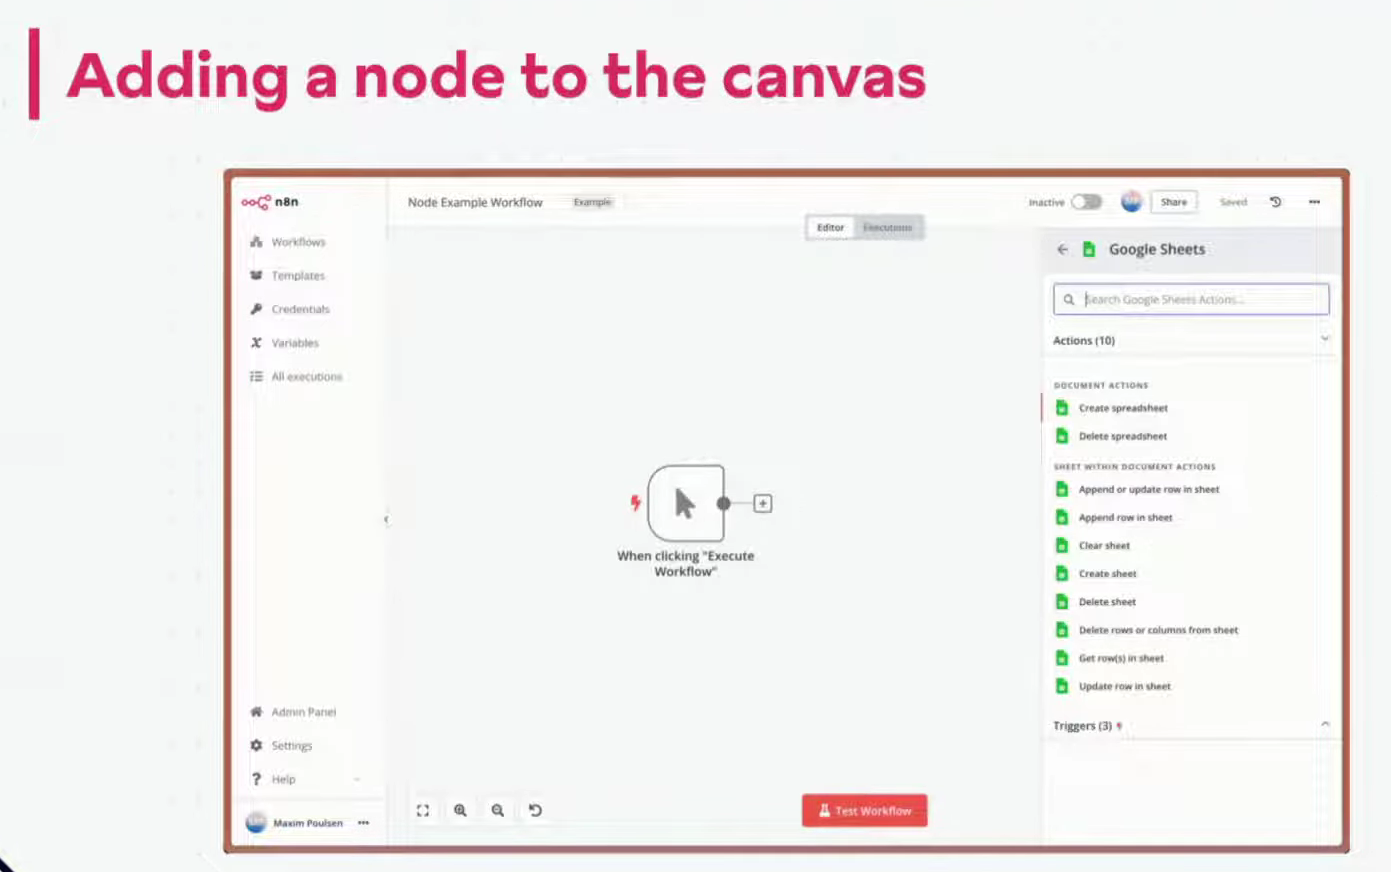 Adding a node to the canvas
n8n
Node Example Workflow
Example
Inactive
Share
Saved
Editor
Executions
Workflows
Templates
Credentials
Variables
All executions
When clicking "Execute
Workflow"
Google Sheets
Search Google Sheets Actions...
Actions (10)
DOCUMENT ACTIONS
Create spreadsheet
Delete spreadsheet
SHEET WITHIN DOCUMENT ACTIONS
Append or update row in sheet
Append row in sheet
Clear sheet
Create sheet
Delete sheet
Delete rows or columns from sheet
Get row(s) in sheet
Update row in sheet
Triggers (3)
Admin Panel
Settings
Help
Maxim Poulsen
Test Workflow